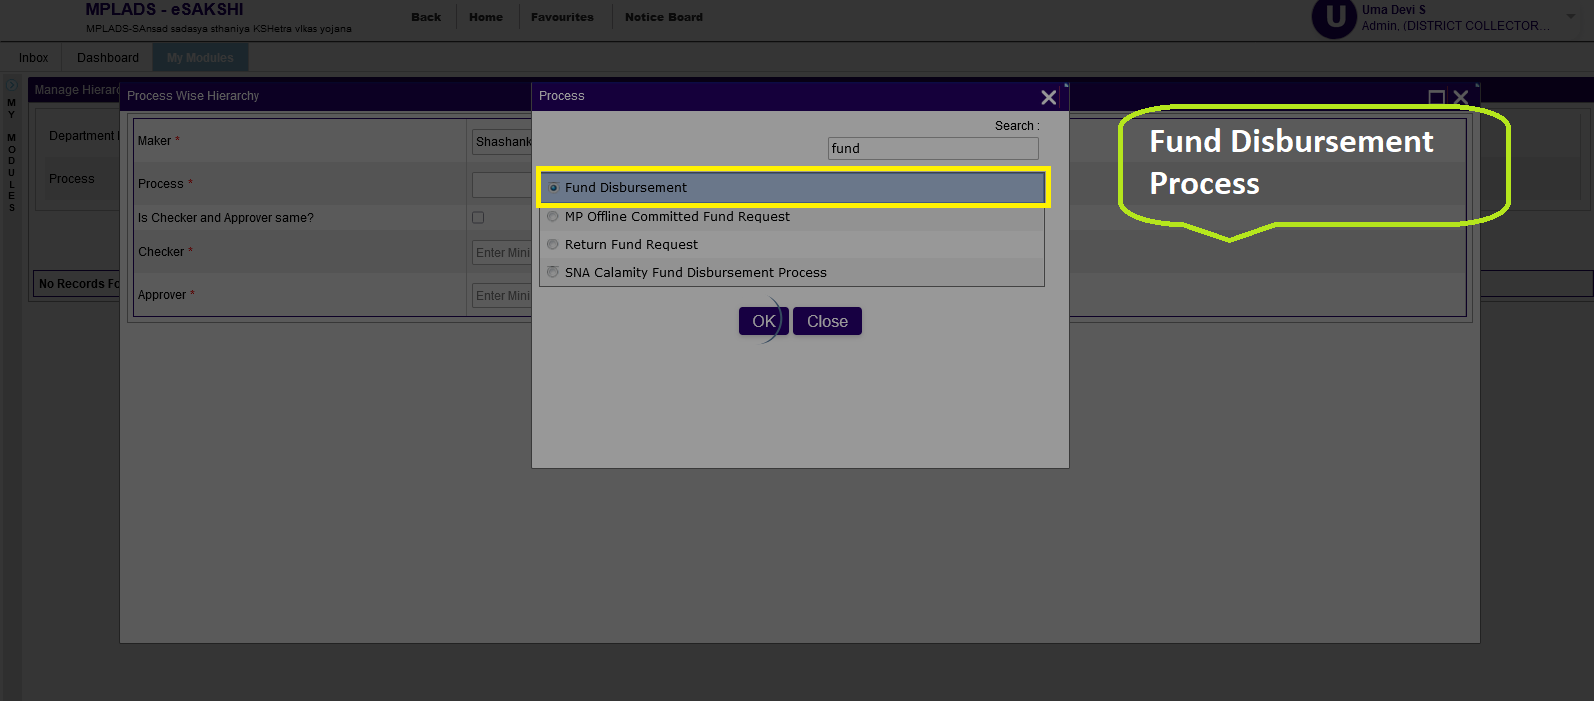 MPLADS - eSAKSHI
MPLADS-SAnsad sadasya sthaniya KSHetra vIkas yojana
Back
Home
Favourites
Notice Board
U
Uma Devi S
Admin, (DISTRICT COLLECTOR...
Inbox
Dashboard
My Modules
MY MODULES
Manage Hierarc
Department
Process
No Records Fo
Process Wise Hierarchy
Maker *
Shashank
Process *
Is Checker and Approver same?
Checker *
Enter Mini
Approver *
Enter Mini
Process
Search :
fund
Fund Disbursement
MP Offline Committed Fund Request
Return Fund Request
SNA Calamity Fund Disbursement Process
OK
Close
Fund Disbursement
Process